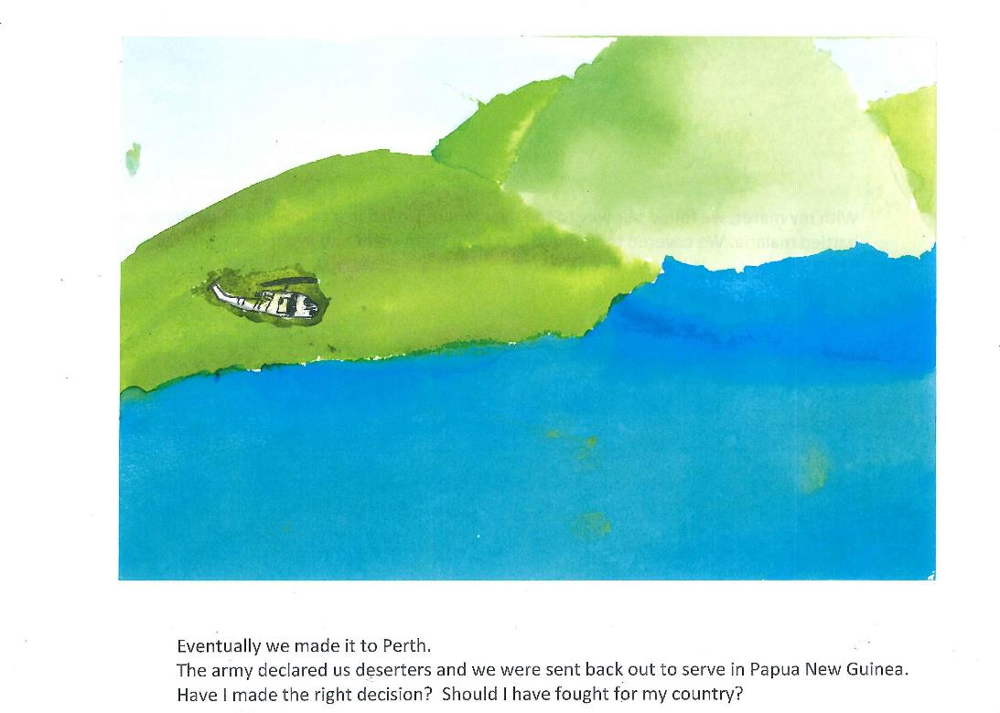 Eventually we made it to Perth.
The army declared us deserters and we were sent back out to serve in Papua New Guinea.
Have I made the right decision?  Should I have fought for my country?